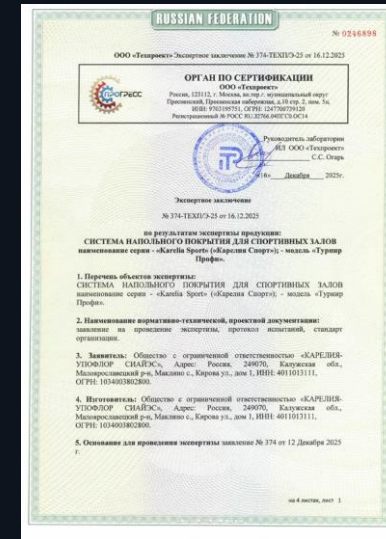 RUSSIAN FEDERATION
№ 0246898
ООО «Техпроект» Экспертное заключение № 374-ТЕХП/Э-25 от 16.12.2025
ПРОГРЕСС
ОРГАН ПО СЕРТИФИКАЦИИ
ООО «Техпроект»
Россия, 123112, г. Москва, вн.тер.г. муниципальный округ
Пресненский, Пресненская набережная, д.10 стр. 2, пом. 5н,
ИНН: 9703195751, ОГРН: 1247700729120
Регистрационный № РОСС RU.32766.04ПГС0.ОС14
Руководитель лаборатории
ИЛ ООО «Техпроект»
С.С. Огарь
«16» Декабря 2025г.
Экспертное заключение
№ 374-ТЕХП/Э-25 от 16.12.2025
по результатам экспертизы продукции:
СИСТЕМА НАПОЛЬНОГО ПОКРЫТИЯ ДЛЯ СПОРТИВНЫХ ЗАЛОВ
наименование серии - «Karelia Sport» («Карелия Спорт»); - модель «Турнир
Профи».
1. Перечень объектов экспертизы:
СИСТЕМА НАПОЛЬНОГО ПОКРЫТИЯ ДЛЯ СПОРТИВНЫХ ЗАЛОВ
наименование серии - «Karelia Sport» («Карелия Спорт»); - модель «Турнир
Профи».
2. Наименование нормативно-технической, проектной документации:
заявление на проведение экспертизы, протокол испытаний, стандарт
организации.
3. Заявитель: Общество с ограниченной ответственностью «КАРЕЛИЯ-
УПОФЛОР СИАЙЭС», Адрес: Россия, 249070, Калужская обл.,
Малоярославецкий р-н, Маклино с., Кирова ул., дом 1, ИНН: 4011013111,
ОГРН: 1034003802800.
4. Изготовитель: Общество с ограниченной ответственностью «КАРЕЛИЯ-
УПОФЛОР СИАЙЭС», Адрес: Россия, 249070, Калужская обл.,
Малоярославецкий р-н, Маклино с., Кирова ул., дом 1, ИНН: 4011013111,
ОГРН: 1034003802800.
5. Основание для проведения экспертизы заявление № 374 от 12 Декабря 2025
г.
на 4 листах, лист 1